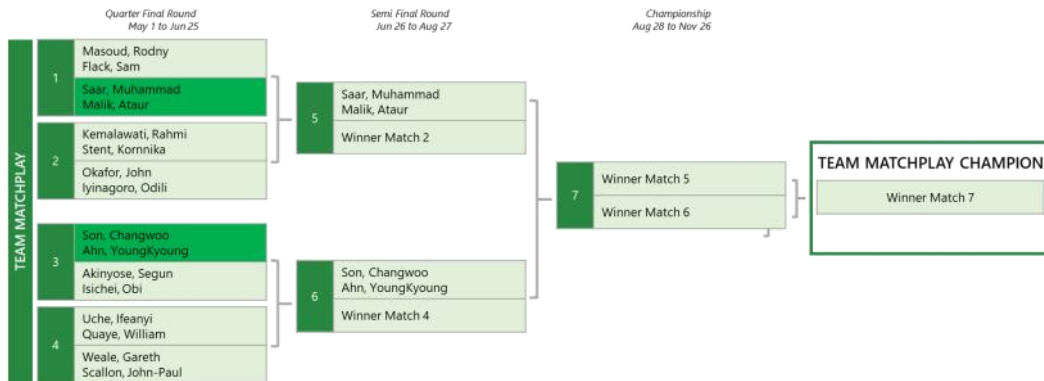 Quarter Final Round
May 1 to Jun 25
Semi Final Round
Jun 26 to Aug 27
Championship
Aug 28 to Nov 26
TEAM MATCHPLAY
1
Masoud, Rodny
Flack, Sam
Saar, Muhammad
Malik, Ataur
2
Kemalawati, Rahmi
Stent, Kornnika
Okafor, John
Iyinagoro, Odili
3
Son, Changwoo
Ahn, YoungKyoung
Akinyose, Segun
Isichei, Obi
4
Uche, Ifeanyi
Quaye, William
Weale, Gareth
Scallon, John-Paul
5
Saar, Muhammad
Malik, Ataur
Winner Match 2
6
Son, Changwoo
Ahn, YoungKyoung
Winner Match 4
7
Winner Match 5
Winner Match 6
TEAM MATCHPLAY CHAMPION
Winner Match 7